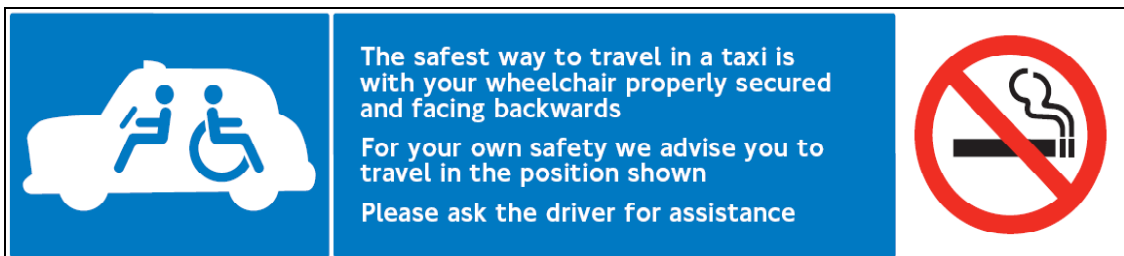 The safest way to travel in a taxi is
with your wheelchair properly secured
and facing backwards
For your own safety we advise you to
travel in the position shown
Please ask the driver for assistance